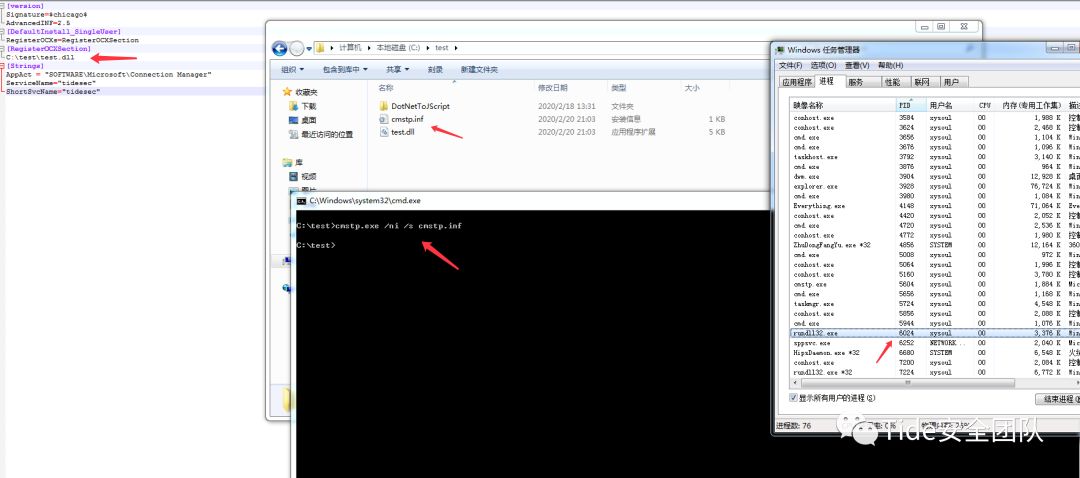 [version]
Signature=$chicago$
AdvancedINF=2.5
[DefaultInstall_SingleUser]
RegisterOCXs=RegisterOCXSection
[RegisterOCXSection]
C:\test\test.dll
[Strings]
AppAct = "SOFTWARE\Microsoft\Connection Manager"
ServiceName="tidesec"
ShortSvcName="tidesec"
计算机 本地磁盘 (C:) test
组织 包含到库中 共享 刻录 新建文件夹
收藏夹
下载
桌面
最近访问的位置
库
视频
名称 修改日期 类型 大小
DotNetToJScript 2020/2/18 13:31 文件夹
cmstp.inf 2020/2/20 21:03 安装信息 1 KB
test.dll 2020/2/20 21:03 应用程序扩展 5 KB
C:\Windows\system32\cmd.exe
C:\test>cmstp.exe /ni /s cmstp.inf
C:\test>
Windows 任务管理器
文件(F) 选项(O) 查看(V) 帮助(H)
应用程序 进程 服务 性能 联网 用户
映像名称 PID 用户名 CPU 内存(专用工作集)
conhost.exe 3584 xysoul 00 1,988 K
conhost.exe 3624 xysoul 00 2,468 K 控
cmd.exe 3656 xysoul 00 1,104 K Win
cmd.exe 3676 xysoul 00 1,096 K Win
taskhost.exe 3792 xysoul 00 3,140 K Win
cmd.exe 3876 xysoul 00 964 K Win
dwm.exe 3904 xysoul 00 12,928 K 桌面
explorer.exe 3928 xysoul 00 76,724 K Win
cmd.exe 3980 xysoul 00 1,084 K Win
Everything.exe 4148 xysoul 00 71,064 K Eve
conhost.exe 4420 xysoul 00 2,052 K 控
cmd.exe 4720 xysoul 00 2,536 K Win
conhost.exe 4772 xysoul 00 1,980 K 控
ZhuDongFangYu.exe *32 4856 SYSTEM 00 12,164 K 360
cmd.exe 5008 xysoul 00 972 K Win
conhost.exe 5064 xysoul 00 1,996 K 控
conhost.exe 5160 xysoul 00 3,780 K 控
cmstp.exe 5604 xysoul 00 1,884 K Mic
cmd.exe 5656 xysoul 00 1,168 K Win
taskmgr.exe 5724 xysoul 00 4,548 K Win
conhost.exe 5856 xysoul 00 2,088 K 控
cmd.exe 5944 xysoul 00 1,076 K Win
rundll32.exe 6024 xysoul 00 3,376 K Win
sppsvc.exe 6252 NETWORK... 00 2,040 K Mic
HipsDaemon.exe *32 6680 SYSTEM 00 6,548 K 火
conhost.exe 7200 xysoul 00 2,084 K 控
rundll32.exe *32 7224 xysoul 00 6,772 K Win
显示所有用户的进程(S)
结束进程
进程数: 76
Tide安全团队